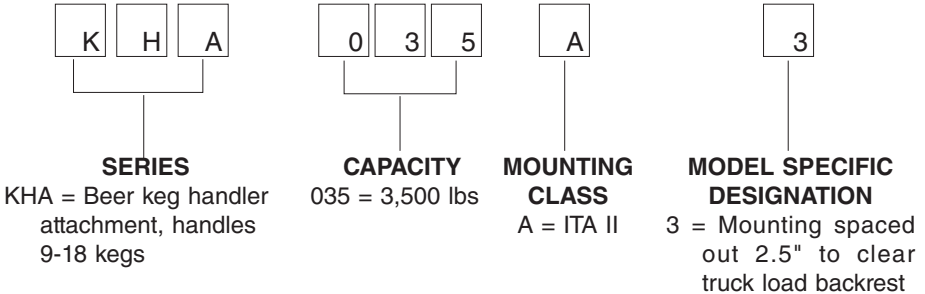 K H A 0 3 5 A 3
SERIES
KHA = Beer keg handler
attachment, handles
9-18 kegs
CAPACITY
035 = 3,500 lbs
MOUNTING
CLASS
A = ITA II
MODEL SPECIFIC
DESIGNATION
3 = Mounting spaced
out 2.5" to clear
truck load backrest